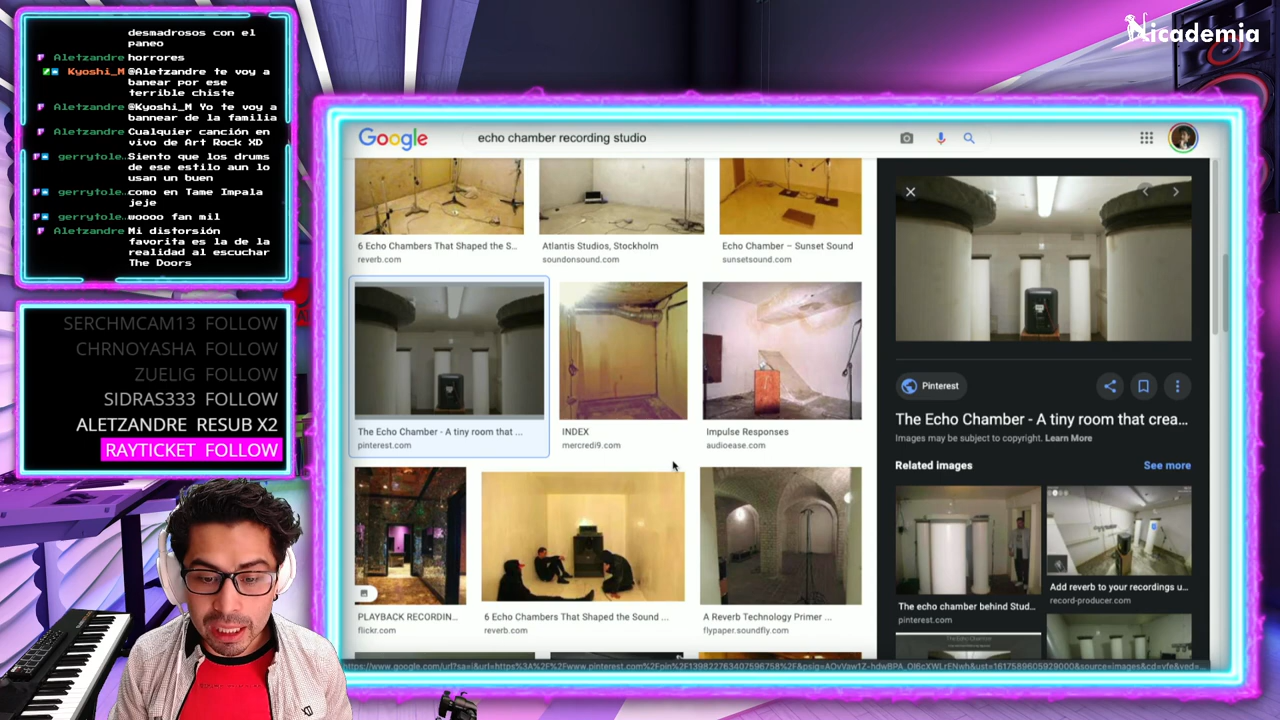 desmadrosos con el
paneo
Aletzandre horrores
Kyoshi_M @Aletzandre te voy a
banear por ese
terrible chiste
Aletzandre @Kyoshi_M Yo te voy a
bannear de la familia
Aletzandre Cualquier canción en
vivo de Art Rock XD
gerrytole.. Siento que los drums
de ese estilo aun lo
usan un buen
gerrytole.. como en Tame Impala
jeje
gerrytole.. woooo fan mil
Aletzandre Mi distorsión
favorita es la de la
realidad al escuchar
The Doors
SERCHMCAM13 FOLLOW
CHRNOYASHA FOLLOW
ZUELIG FOLLOW
SIDRAS333 FOLLOW
ALETZANDRE RESUB X2
RAYTICKET FOLLOW
Nicademia
Google
echo chamber recording studio
6 Echo Chambers That Shaped the S...
reverb.com
Atlantis Studios, Stockholm
soundonsound.com
Echo Chamber – Sunset Sound
sunsetsound.com
The Echo Chamber - A tiny room that ...
pinterest.com
INDEX
mercredi9.com
Impulse Responses
audioease.com
PLAYBACK RECORDIN...
flickr.com
6 Echo Chambers That Shaped the Sound ...
reverb.com
A Reverb Technology Primer ...
flypaper.soundfly.com
Pinterest
The Echo Chamber - A tiny room that crea...
Images may be subject to copyright. Learn More
Related images
See more
The echo chamber behind Stud...
pinterest.com
Add reverb to your recordings u...
record-producer.com